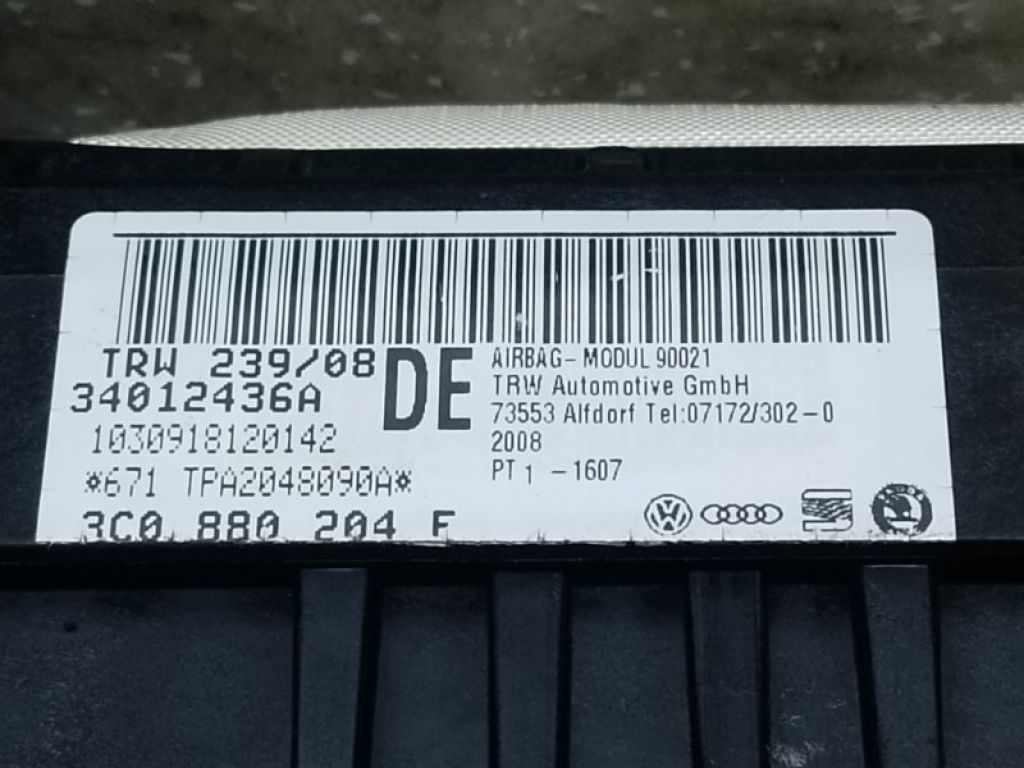 TRW 239/08
34012436A
1030918120142
*671 TPA2048090A*
3C0 880 204
DE
AIRBAG-MODUL 90021
TRW Automotive GmbH
73553 Alfdorf Tel:07172/302-0
2008
PT 1 -1607